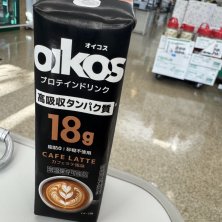 オイコス
oikos
プロテインドリンク
高吸収タンパク質
18g
脂肪0 / 砂糖不使用
CAFE LATTE
カフェラテ風味